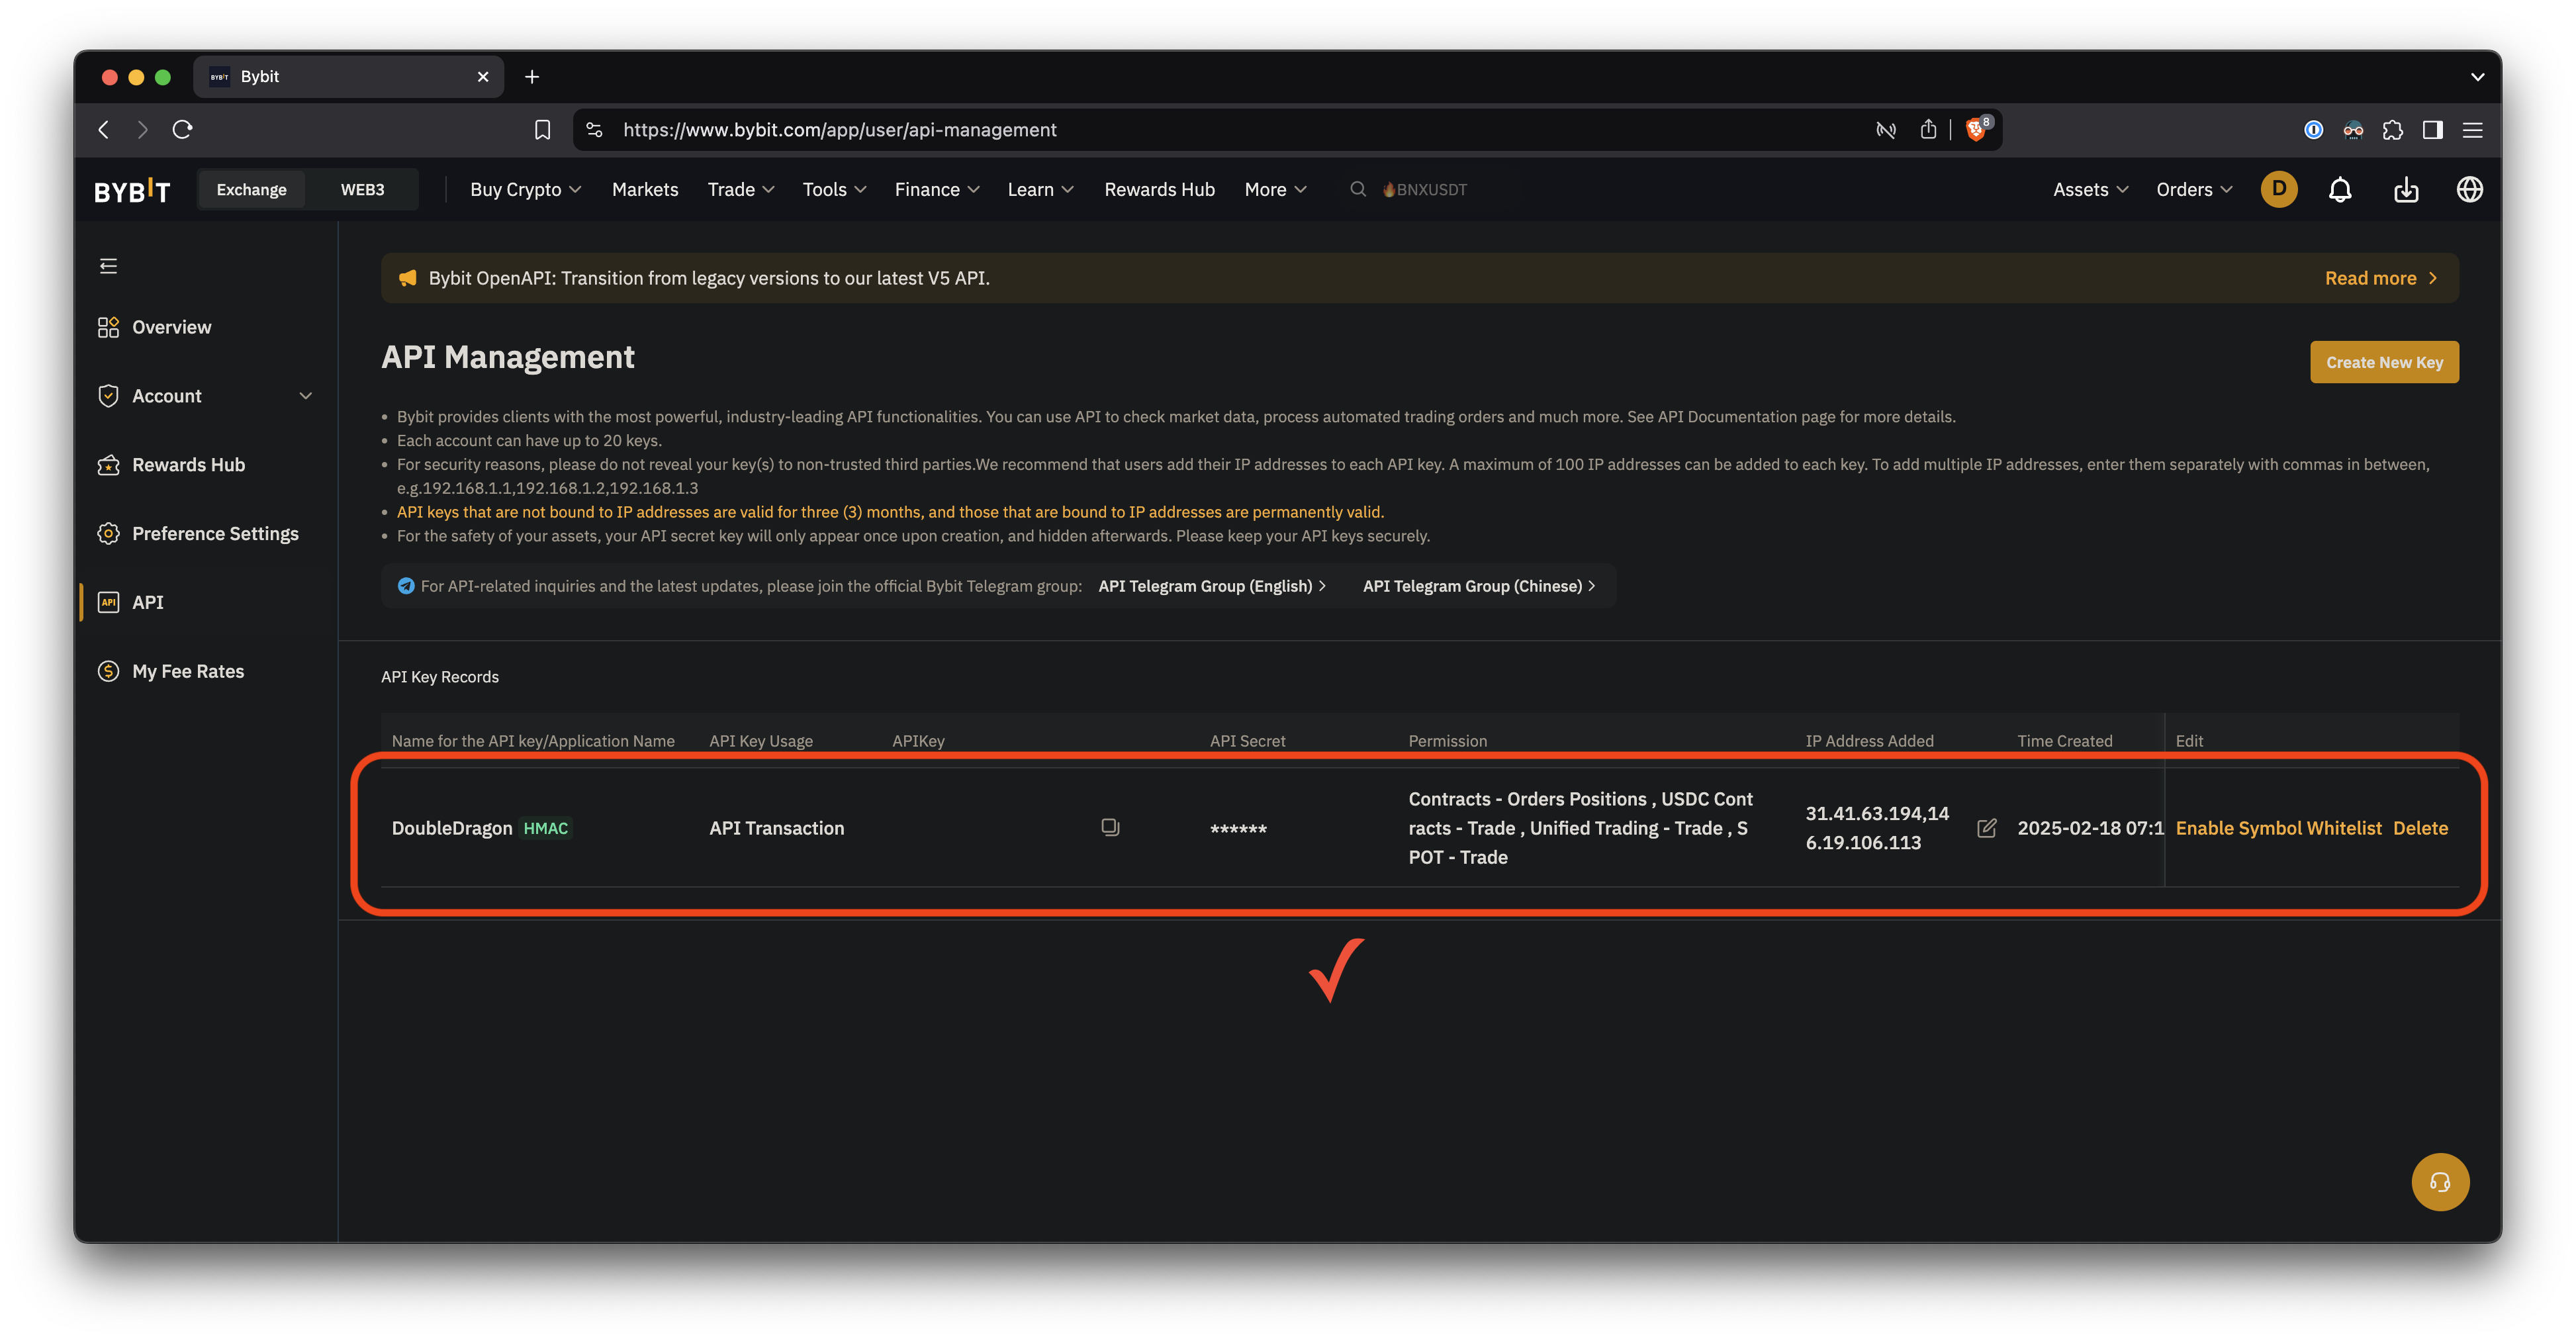 BYBIT Bybit
https://www.bybit.com/app/user/api-management 8
BYBIT Exchange WEB3 Buy Crypto Markets Trade Tools Finance Learn Rewards Hub More BNXUSDT Assets Orders D
Bybit OpenAPI: Transition from legacy versions to our latest V5 API. Read more
Overview
Account
Rewards Hub
Preference Settings
API API
My Fee Rates
API Management
Create New Key
• Bybit provides clients with the most powerful, industry-leading API functionalities. You can use API to check market data, process automated trading orders and much more. See API Documentation page for more details.
• Each account can have up to 20 keys.
• For security reasons, please do not reveal your key(s) to non-trusted third parties.We recommend that users add their IP addresses to each API key. A maximum of 100 IP addresses can be added to each key. To add multiple IP addresses, enter them separately with commas in between,
e.g.192.168.1.1,192.168.1.2,192.168.1.3
• API keys that are not bound to IP addresses are valid for three (3) months, and those that are bound to IP addresses are permanently valid.
• For the safety of your assets, your API secret key will only appear once upon creation, and hidden afterwards. Please keep your API keys securely.
For API-related inquiries and the latest updates, please join the official Bybit Telegram group: API Telegram Group (English) API Telegram Group (Chinese)
API Key Records
Name for the API key/Application Name API Key Usage APIKey API Secret Permission IP Address Added Time Created Edit
DoubleDragon HMAC API Transaction ******
Contracts - Orders Positions , USDC Cont
racts - Trade , Unified Trading - Trade , S
POT - Trade
31.41.63.194,14
6.19.106.113
2025-02-18 07:1 Enable Symbol Whitelist Delete